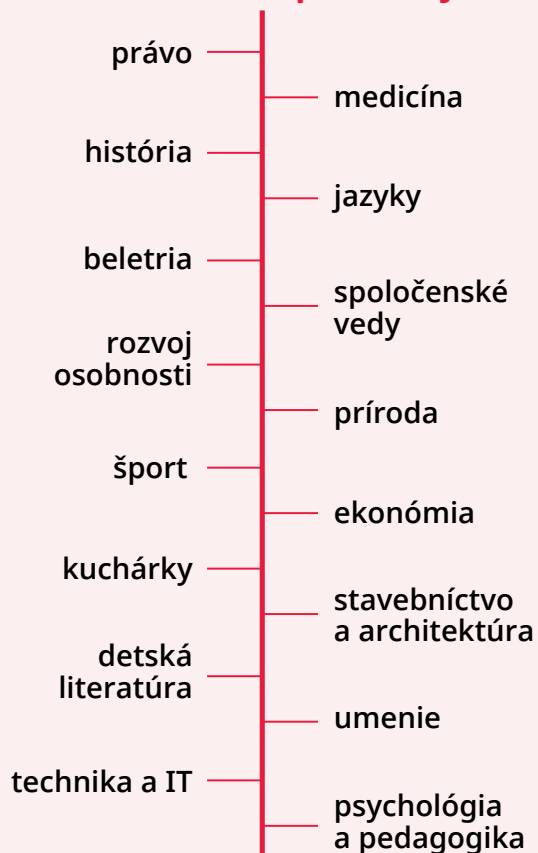 právo
medicína
história
jazyky
beletria
spoločenské
vedy
rozvoj
osobnosti
príroda
šport
ekonómia
kuchárky
stavebníctvo
a architektúra
detská
literatúra
umenie
technika a IT
psychológia
a pedagogika